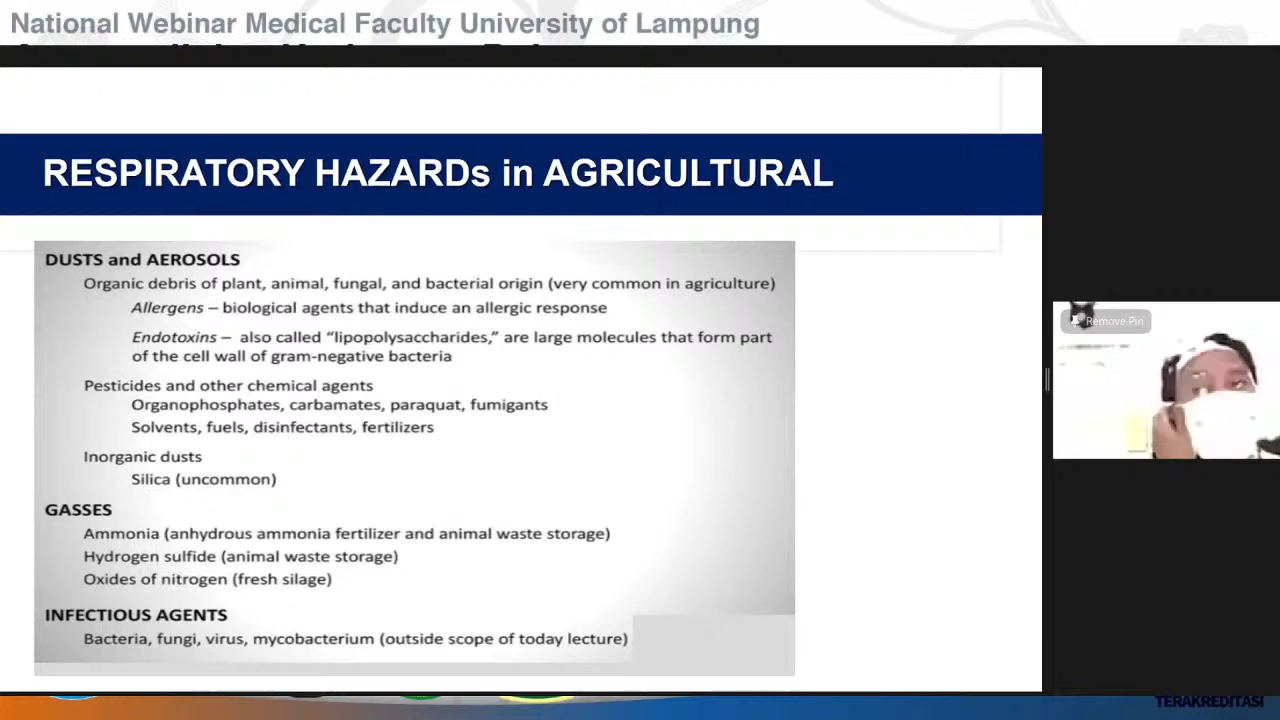 National Webinar Medical Faculty University of Lampung
RESPIRATORY HAZARDs in AGRICULTURAL
DUSTS and AEROSOLS
Organic debris of plant, animal, fungal, and bacterial origin (very common in agriculture)
Allergens – biological agents that induce an allergic response
Endotoxins – also called “lipopolysaccharides,” are large molecules that form part
of the cell wall of gram-negative bacteria
Pesticides and other chemical agents
Organophosphates, carbamates, paraquat, fumigants
Solvents, fuels, disinfectants, fertilizers
Inorganic dusts
Silica (uncommon)
GASSES
Ammonia (anhydrous ammonia fertilizer and animal waste storage)
Hydrogen sulfide (animal waste storage)
Oxides of nitrogen (fresh silage)
INFECTIOUS AGENTS
Bacteria, fungi, virus, mycobacterium (outside scope of today lecture)
Remove Pin
TERAKREDITASI